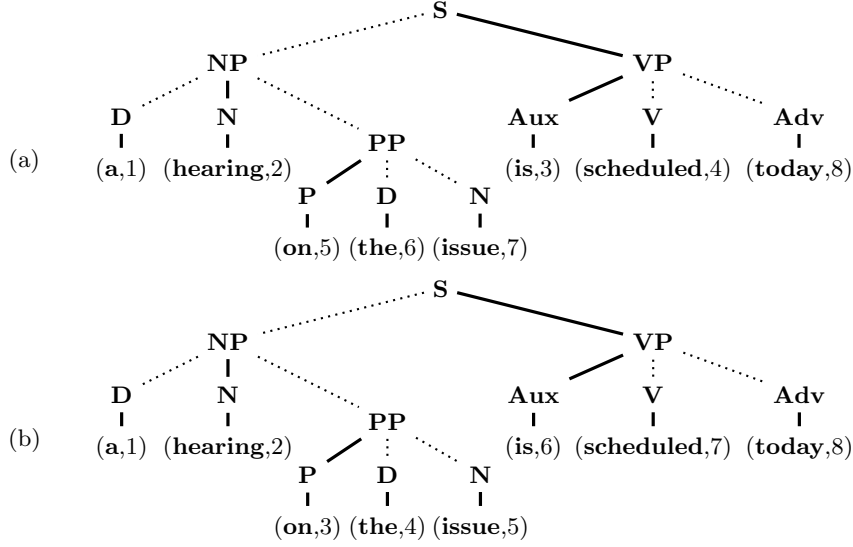 S
NP VP
D N Aux V Adv
(a) (a,1) (hearing,2) PP (is,3) (scheduled,4) (today,8)
P D N
(on,5) (the,6) (issue,7)
S
NP VP
D N Aux V Adv
(b) (a,1) (hearing,2) PP (is,6) (scheduled,7) (today,8)
P D N
(on,3) (the,4) (issue,5)